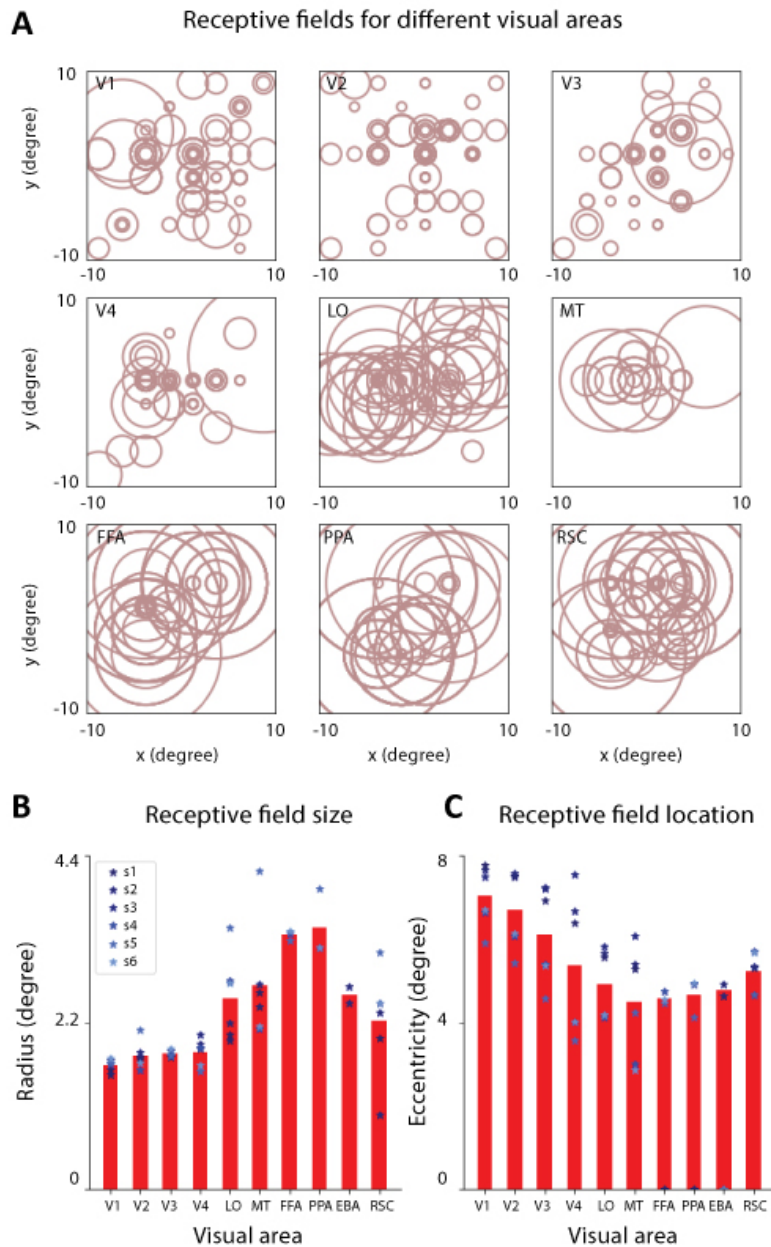 A
Receptive fields for different visual areas
V1
V2
V3
10
y (degree)
-10
-10
10
-10
10
-10
10
V4
LO
MT
10
y (degree)
-10
-10
10
-10
10
-10
10
FFA
PPA
RSC
10
y (degree)
-10
-10
10
-10
10
-10
10
x (degree)
x (degree)
x (degree)
B
Receptive field size
4.4
2.2
0
Radius (degree)
s1
s2
s3
s4
s5
s6
V1 V2 V3 V4 LO MT FFA PPA EBA RSC
Visual area
C
Receptive field location
8
4
0
Eccentricity (degree)
V1 V2 V3 V4 LO MT FFA PPA EBA RSC
Visual area